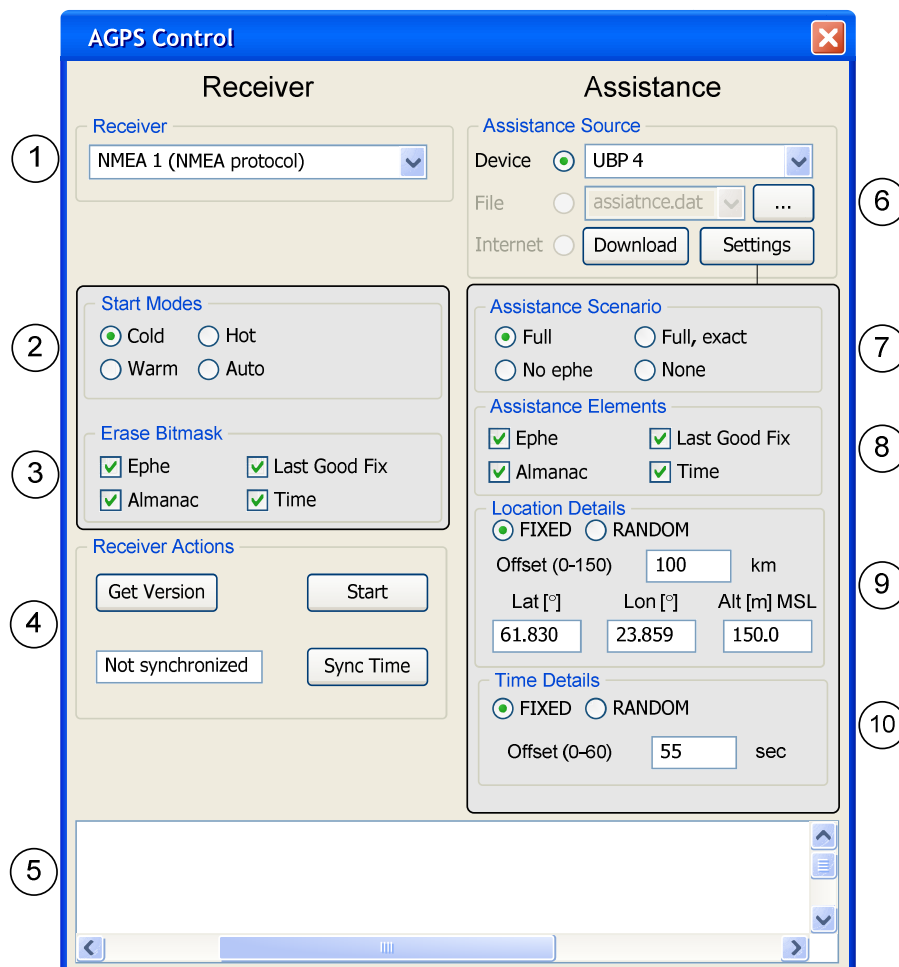 AGPS Control
Receiver
Assistance
1
Receiver
NMEA 1 (NMEA protocol)
Assistance Source
Device
UBP 4
File
assiatnce.dat
...
Internet
Download
Settings
6
2
Start Modes
Cold
Hot
Warm
Auto
3
Erase Bitmask
Ephe
Last Good Fix
Almanac
Time
4
Receiver Actions
Get Version
Start
Not synchronized
Sync Time
Assistance Scenario
Full
Full, exact
No ephe
None
7
Assistance Elements
Ephe
Last Good Fix
Almanac
Time
8
Location Details
FIXED
RANDOM
Offset (0-150)
100
km
Lat [°]
Lon [°]
Alt [m] MSL
61.830
23.859
150.0
9
Time Details
FIXED
RANDOM
Offset (0-60)
55
sec
10
5